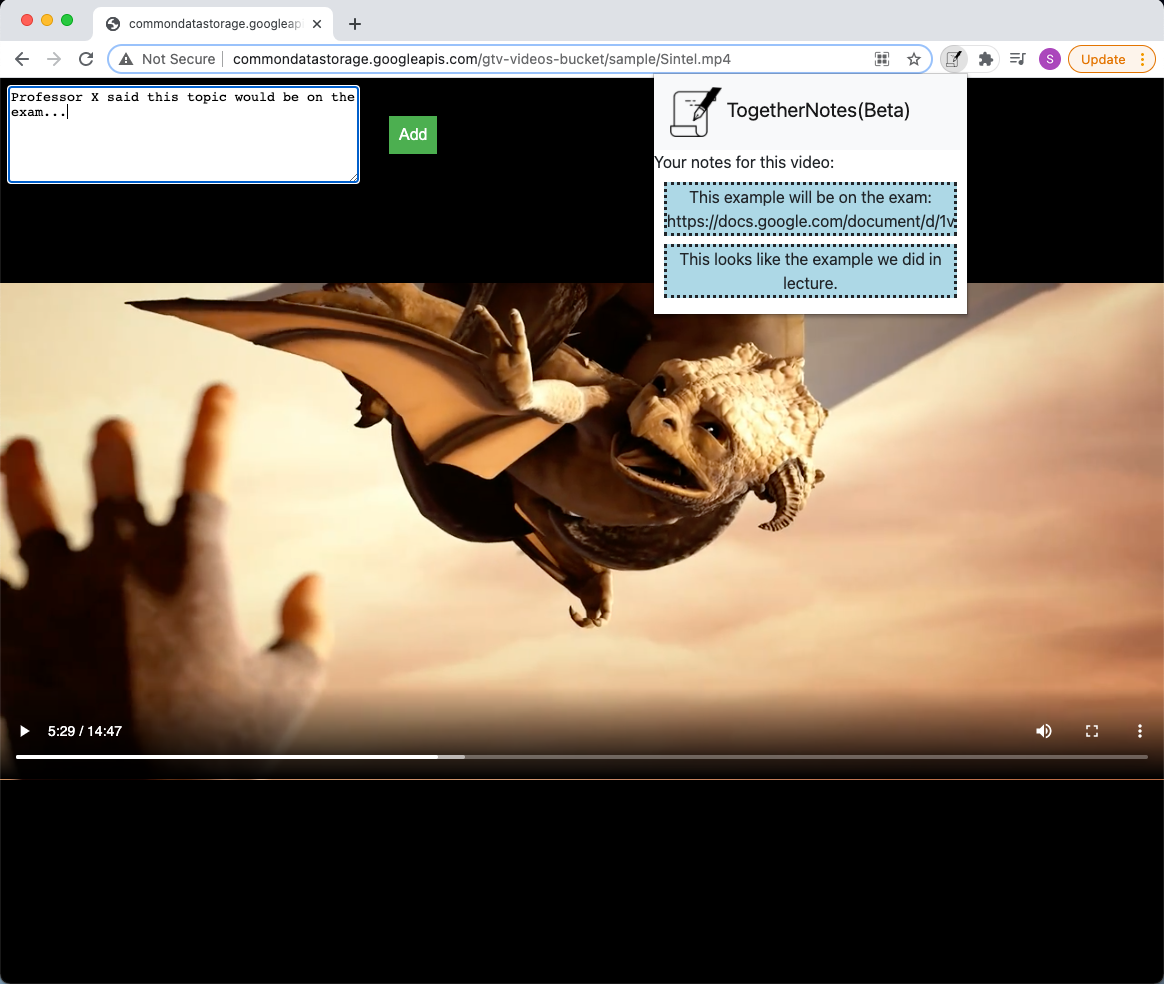 commondatastorage.googleap
Not Secure
commondatastorage.googleapis.com/gtv-videos-bucket/sample/Sintel.mp4
S
Update
Professor X said this topic would be on the
exam...
Add
TogetherNotes(Beta)
Your notes for this video:
This example will be on the exam:
https://docs.google.com/document/d/1v
This looks like the example we did in
lecture.
5:29 / 14:47